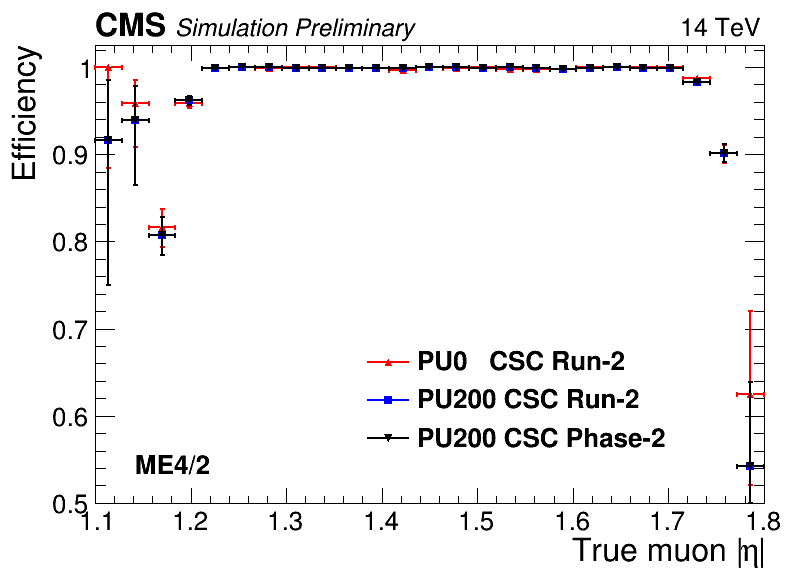 CMS Simulation Preliminary 14 TeV
Efficiency
1
0.9
0.8
0.7
0.6
0.5
PU0 CSC Run-2
PU200 CSC Run-2
PU200 CSC Phase-2
ME4/2
1.1 1.2 1.3 1.4 1.5 1.6 1.7 1.8
True muon |η|